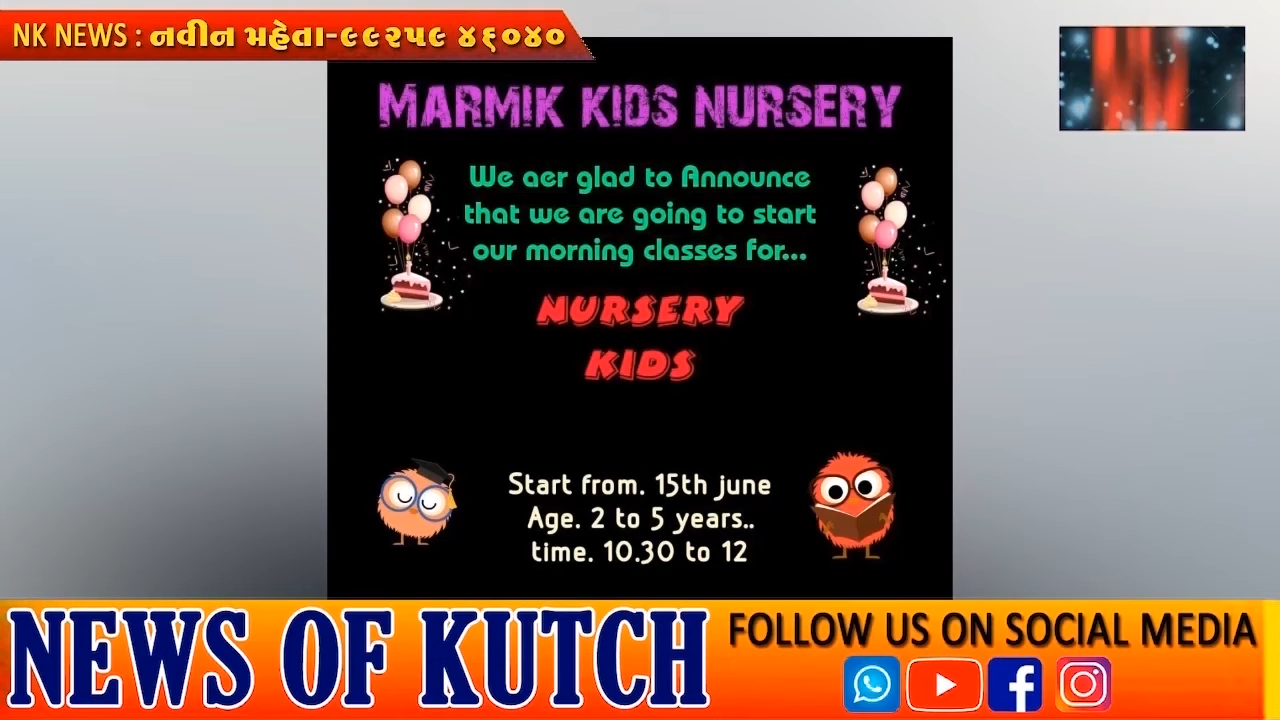 NK NEWS : નવીન મહેતા-૯૯૨૫૯ ૪૬૦૪૦
MARMIK KIDS NURSERY
We aer glad to Announce
that we are going to start
our morning classes for...
NURSERY
KIDS
Start from. 15th june
Age. 2 to 5 years..
time. 10.30 to 12
NEWS OF KUTCH
FOLLOW US ON SOCIAL MEDIA